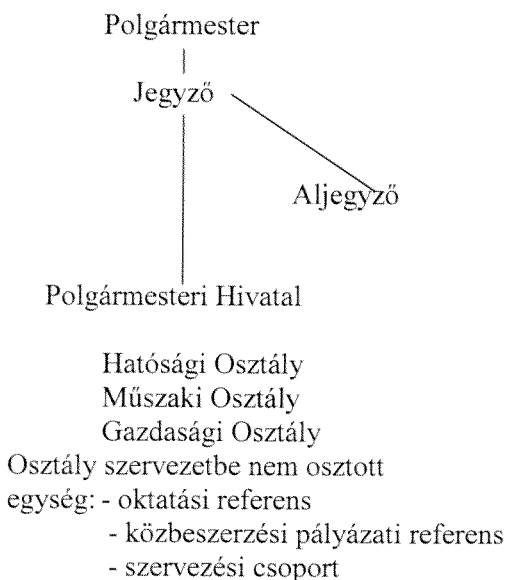 Polgármester
Jegyző
Aljegyző
Polgármesteri Hivatal
Hatósági Osztály
Műszaki Osztály
Gazdasági Osztály
Osztály szervezetbe nem osztott
egység: - oktatási referens
- közbeszerzési pályázati referens
- szervezési csoport